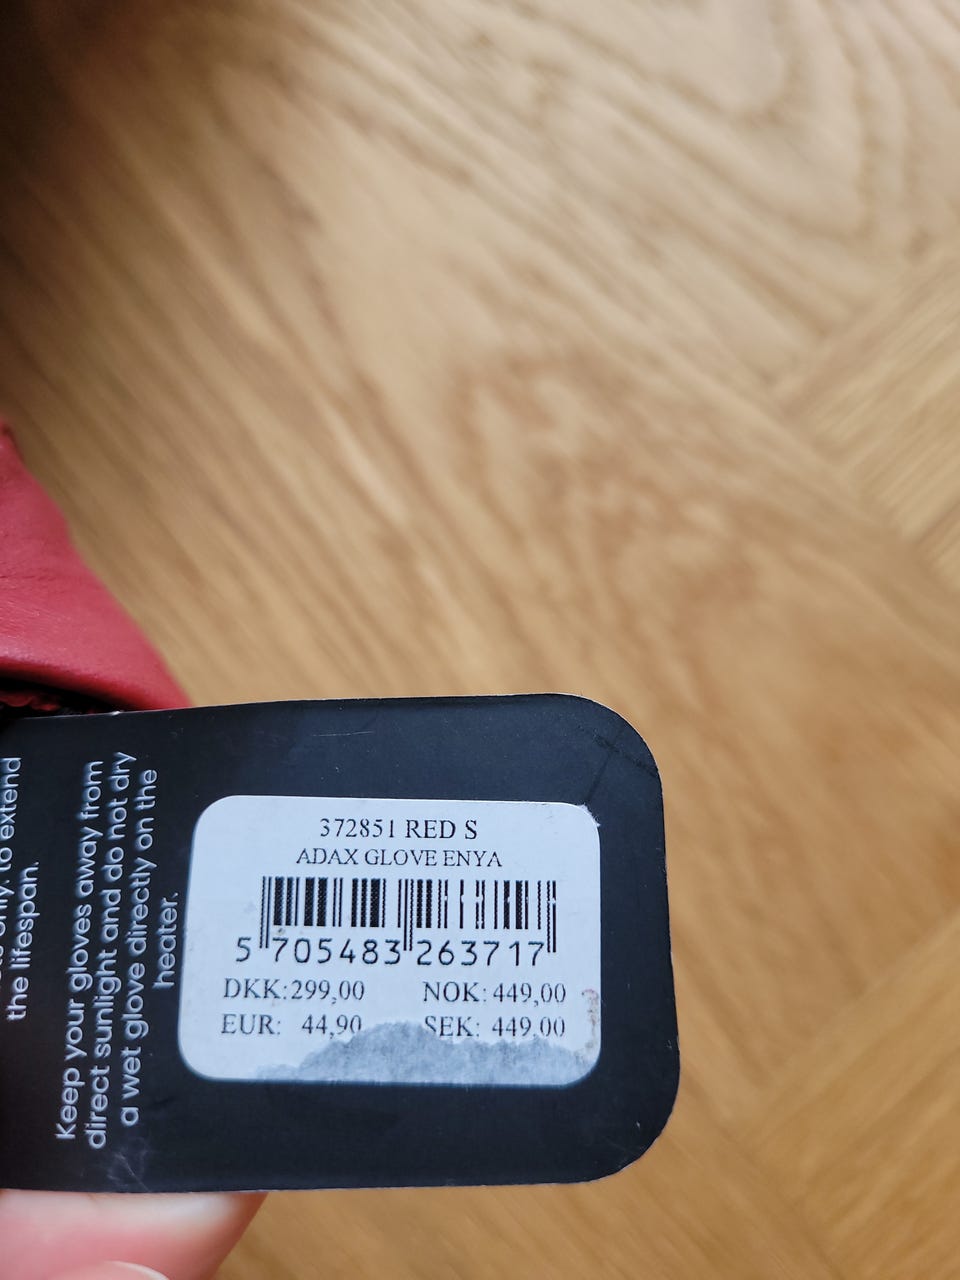 372851 RED S
ADAX GLOVE ENYA
5 705483 263717
DKK:299,00 NOK:449,00
EUR: 44,90 SEK: 449,00
to extend
the lifespan.
Keep your gloves away from
direct sunlight and do not dry
a wet glove directly on the
heater.